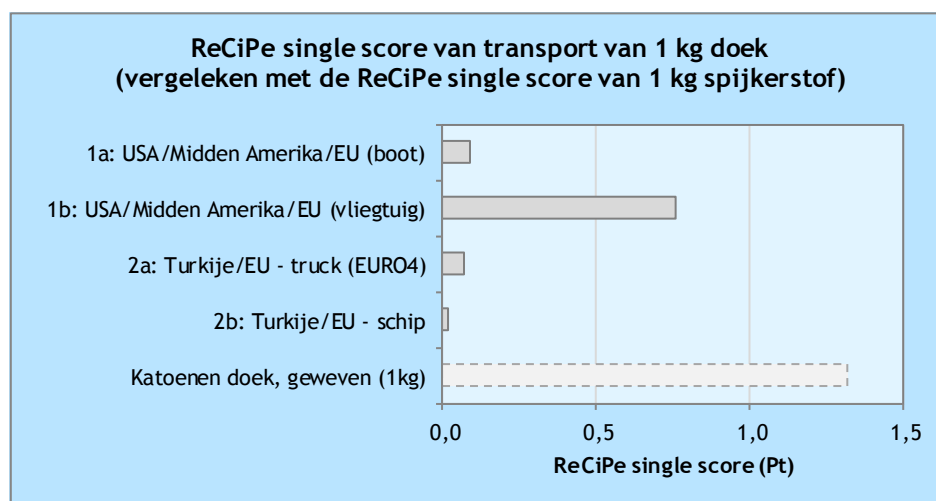 ReCiPe single score van transport van 1 kg doek
(vergeleken met de ReCiPe single score van 1 kg spijkerstof)
1a: USA/Midden Amerika/EU (boot)
1b: USA/Midden Amerika/EU (vliegtuig)
2a: Turkije/EU - truck (EURO4)
2b: Turkije/EU - schip
Katoenen doek, geweven (1kg)
0,0 0,5 1,0 1,5
ReCiPe single score (Pt)